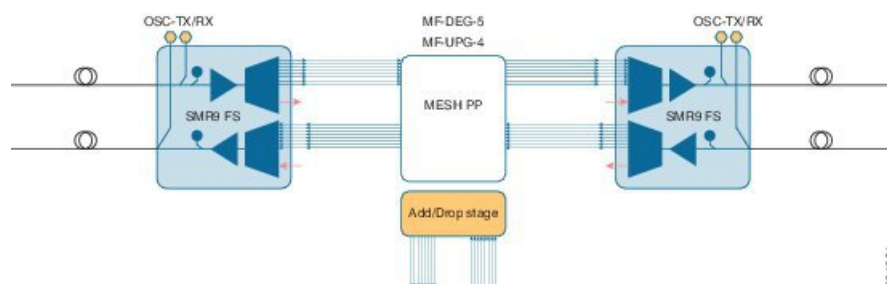 OSC-TX/RX
MF-DEG-5
MF-UPG-4
OSC-TX/RX
SMR9 FS
MESH PP
SMR9 FS
Add/Drop stage